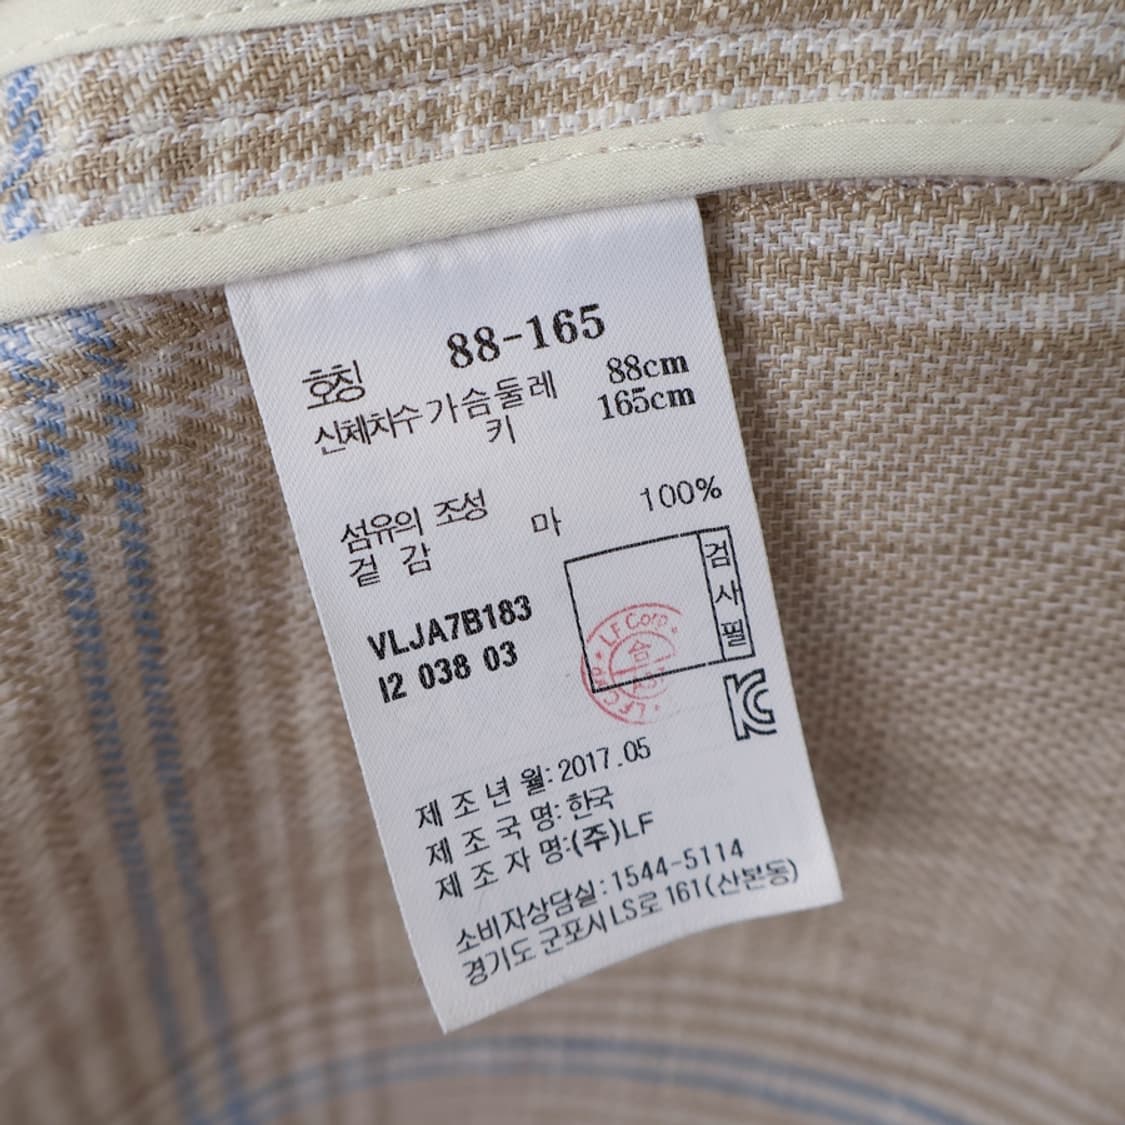 호칭 88-165
신체치수 가슴둘레 88cm
키 165cm
섬유의 조성
겉 감 마 100%
검사필
VLJA7B183
I2 038 03
LF Corp.
제 조 년 월: 2017.05
제 조 국 명: 한국
제 조 자 명:(주)LF
소비자상담실:1544-5114
경기도 군포시 LS로 161(산본동)